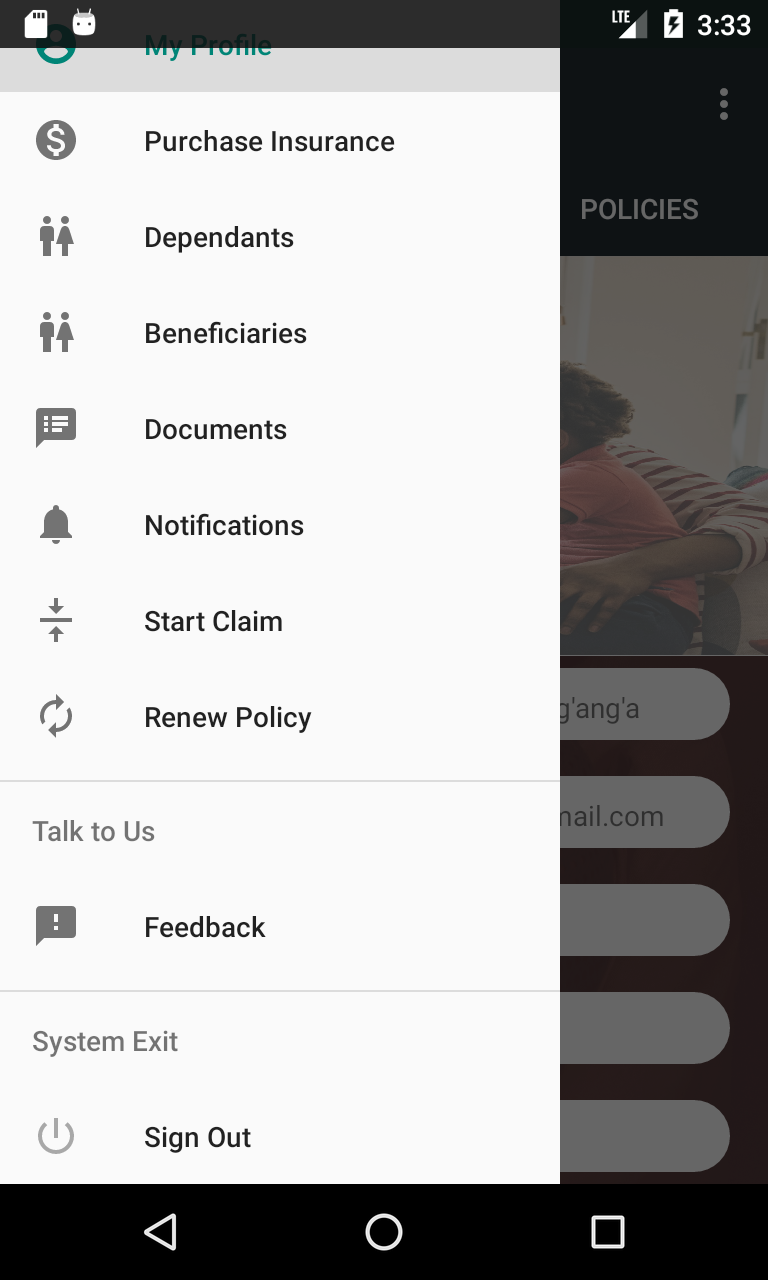 LTE
3:33
My Profile
Purchase Insurance
POLICIES
Dependants
Beneficiaries
Documents
Notifications
Start Claim
Renew Policy
g'ang'a
Talk to Us
mail.com
Feedback
System Exit
Sign Out